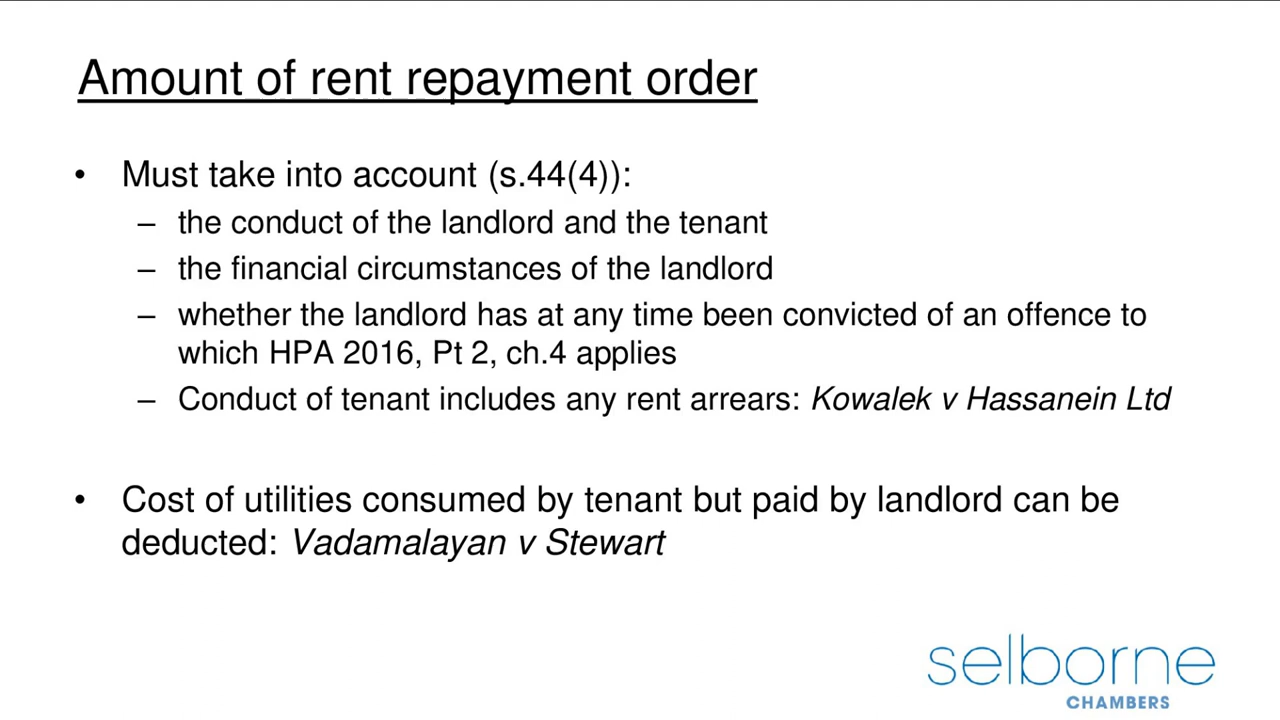 Amount of rent repayment order
• Must take into account (s.44(4)):
– the conduct of the landlord and the tenant
– the financial circumstances of the landlord
– whether the landlord has at any time been convicted of an offence to
which HPA 2016, Pt 2, ch.4 applies
– Conduct of tenant includes any rent arrears: Kowalek v Hassanein Ltd
• Cost of utilities consumed by tenant but paid by landlord can be
deducted: Vadamalayan v Stewart
selborne
CHAMBERS